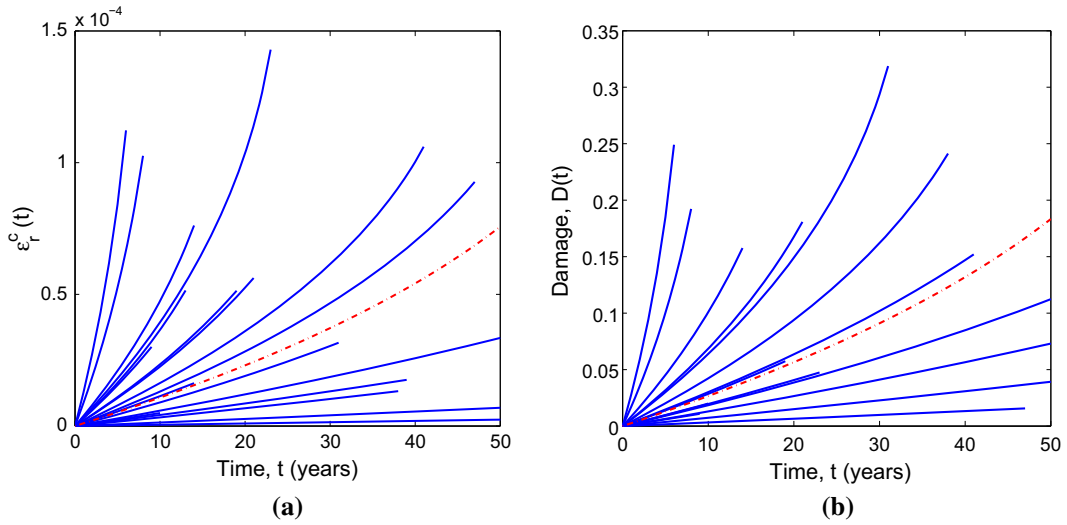 x 10⁻⁴
1.5
1
0.5
0
εᵣᶜ(t)
0 10 20 30 40 50
Time, t (years)
(a)
0.35
0.3
0.25
0.2
0.15
0.1
0.05
0
Damage, D(t)
0 10 20 30 40 50
Time, t (years)
(b)